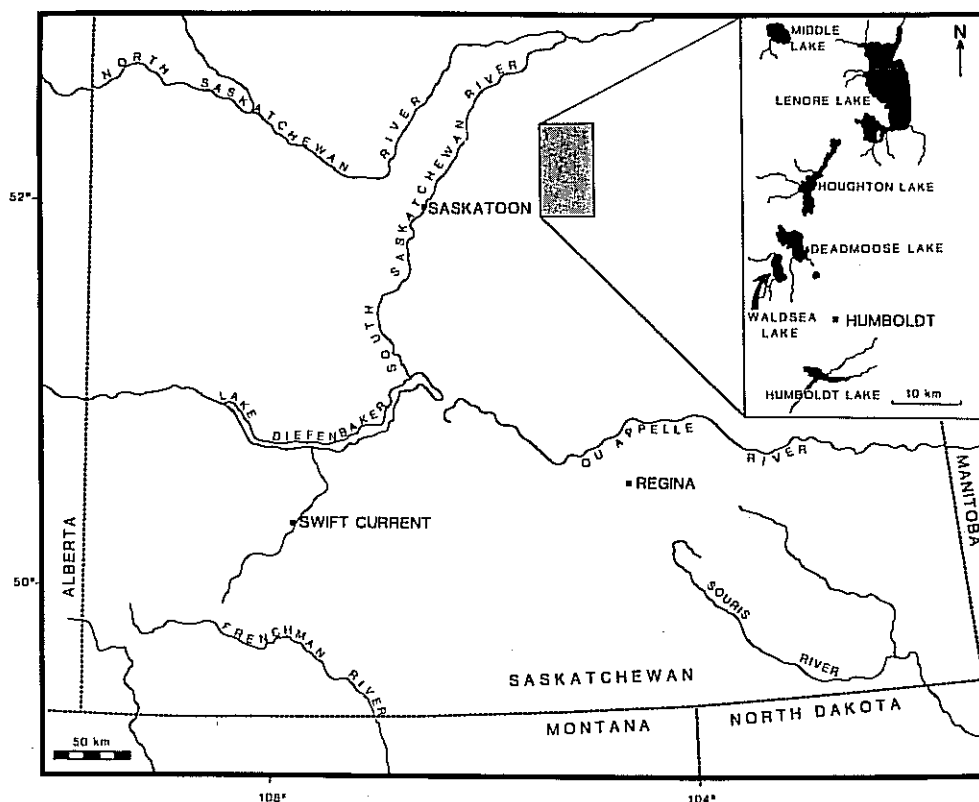 MIDDLE
LAKE
N
LENORE LAKE
HOUGHTON LAKE
DEADMOOSE LAKE
WALDSEA
LAKE
HUMBOLDT
HUMBOLDT LAKE
10 km
NORTH SASKATCHEWAN RIVER
SOUTH SASKATCHEWAN RIVER
52°
SASKATOON
LAKE DIEFENBAKER
QU'APPELLE RIVER
REGINA
MANITOBA
SWIFT CURRENT
ALBERTA
50°
SOURIS RIVER
FRENCHMAN RIVER
SASKATCHEWAN
MONTANA
NORTH DAKOTA
50 km
108°
104°